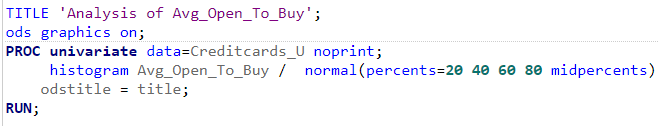 TITLE 'Analysis of Avg_Open_To_Buy';
ods graphics on;
PROC univariate data=Creditcards_U noprint;
histogram Avg_Open_To_Buy / normal(percents=20 40 60 80 midpercents)
odstitle = title;
RUN;